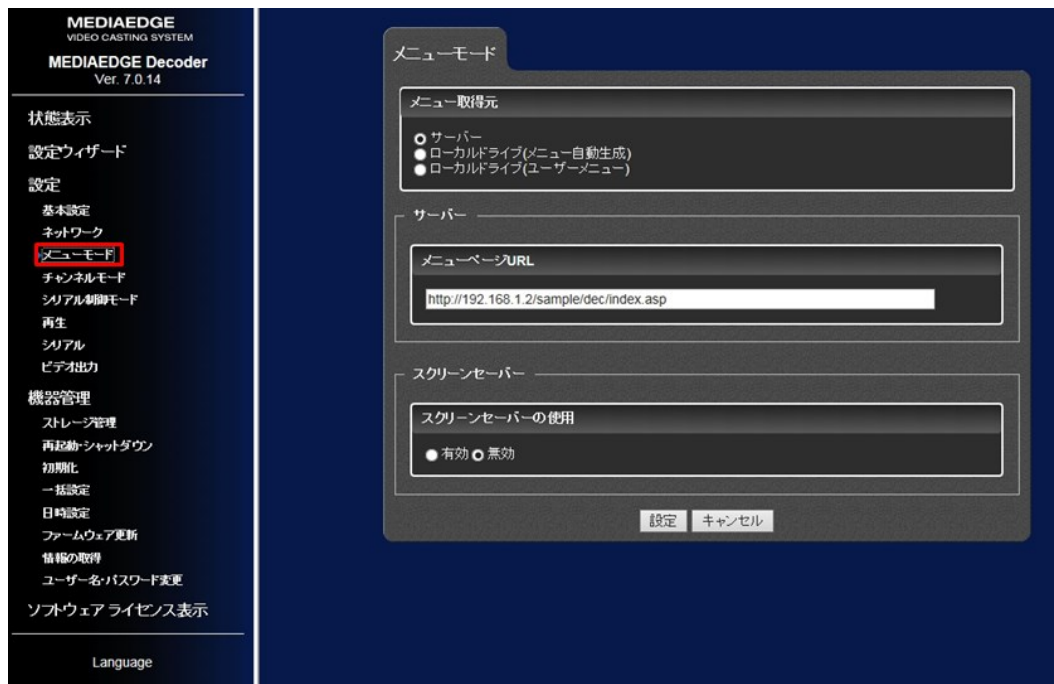 MEDIAEDGE
VIDEO CASTING SYSTEM
MEDIAEDGE Decoder
Ver. 7.0.14
状態表示
設定ウィザード
設定
基本設定
ネットワーク
メニューモード
チャンネルモード
シリアル制御モード
再生
シリアル
ビデオ出力
機器管理
ストレージ管理
再起動・シャットダウン
初期化
一括設定
日時設定
ファームウェア更新
情報の取得
ユーザー名・パスワード変更
ソフトウェア ライセンス表示
Language
メニューモード
メニュー取得元
サーバー
ローカルドライブ(メニュー自動生成)
ローカルドライブ(ユーザーメニュー)
サーバー
メニューページURL
http://192.168.1.2/sample/dec/index.asp
スクリーンセーバー
スクリーンセーバーの使用
有効 無効
設定 キャンセル